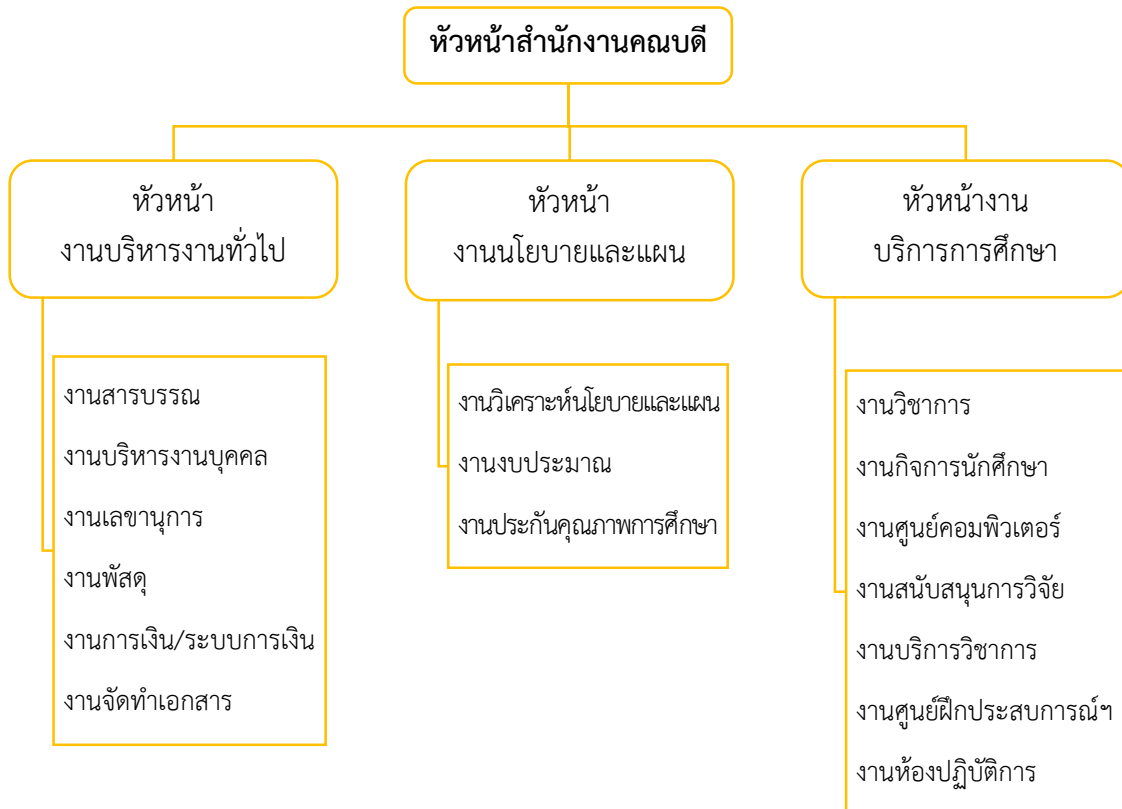 หัวหน้าสำนักงานคณบดี
หัวหน้า
งานบริหารงานทั่วไป
หัวหน้า
งานนโยบายและแผน
หัวหน้างาน
บริการการศึกษา
งานสารบรรณ
งานบริหารงานบุคคล
งานเลขานุการ
งานพัสดุ
งานการเงิน/ระบบการเงิน
งานจัดทำเอกสาร
งานวิเคราะห์นโยบายและแผน
งานงบประมาณ
งานประกันคุณภาพการศึกษา
งานวิชาการ
งานกิจการนักศึกษา
งานศูนย์คอมพิวเตอร์
งานสนับสนุนการวิจัย
งานบริการวิชาการ
งานศูนย์ฝึกประสบการณ์ฯ
งานห้องปฏิบัติการ